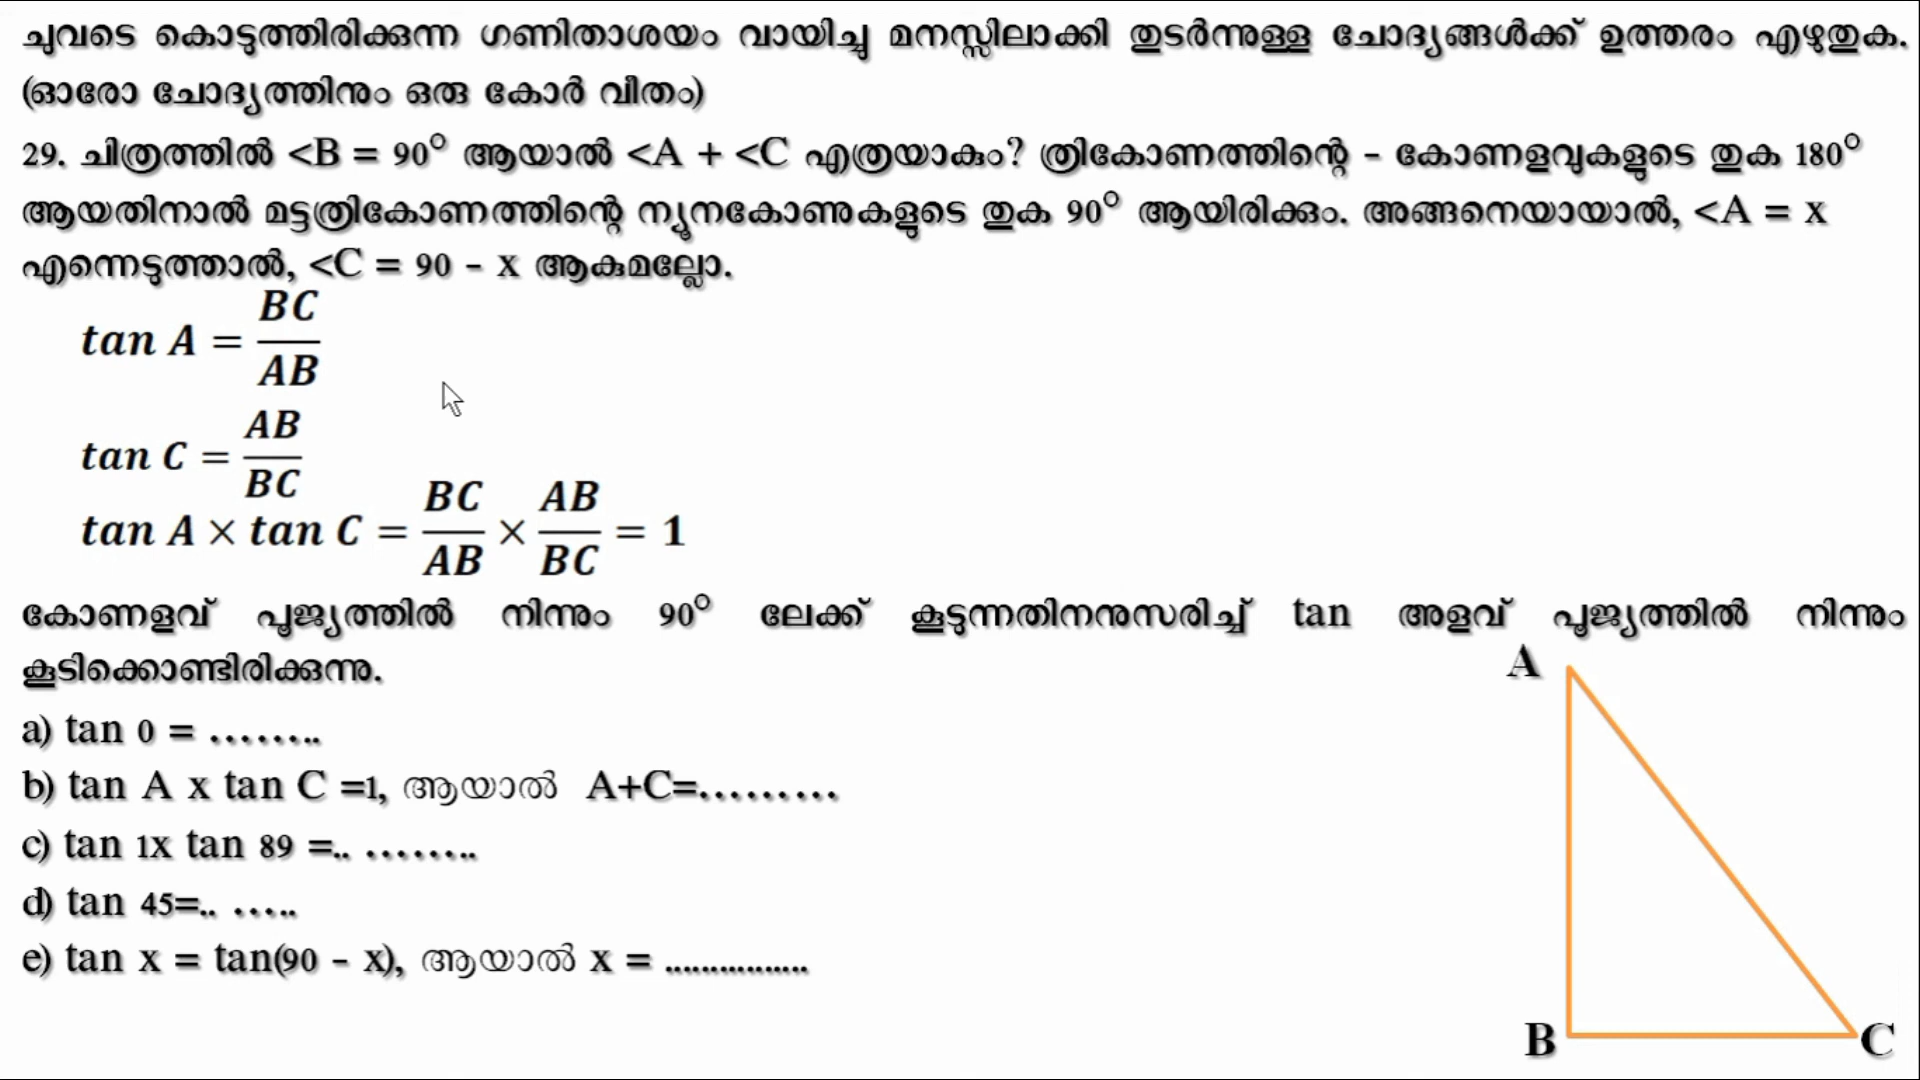 ചുവടെ കൊടുത്തിരിക്കുന്ന ഗണിതാശയം വായിച്ചു മനസ്സിലാക്കി തുടർന്നുള്ള ചോദ്യങ്ങൾക്ക് ഉത്തരം എഴുതുക.
(ഓരോ ചോദ്യത്തിനും ഒരു കോർ വീതം)
29. ചിത്രത്തിൽ <B = 90° ആയാൽ <A + <C എത്രയാകും? ത്രികോണത്തിന്റെ - കോണളവുകളുടെ തുക 180°
ആയതിനാൽ മട്ടത്രികോണത്തിന്റെ ന്യൂനകോണുകളുടെ തുക 90° ആയിരിക്കും. അങ്ങനെയായാൽ, <A = x
എന്നെടുത്താൽ, <C = 90 - x ആകുമല്ലോ.
tan A = BC/AB
tan C = AB/BC
tan A × tan C = BC/AB × AB/BC = 1
കോണളവ് പൂജ്യത്തിൽ നിന്നും 90° ലേക്ക് കൂടുന്നതിനനുസരിച്ച് tan അളവ് പൂജ്യത്തിൽ നിന്നും
കൂടിക്കൊണ്ടിരിക്കുന്നു.
a) tan 0 = ........
b) tan A x tan C =1, ആയാൽ A+C=.........
c) tan 1x tan 89 =.. ........
d) tan 45=.. .....
e) tan x = tan(90 - x), ആയാൽ x = ................
A
B
C